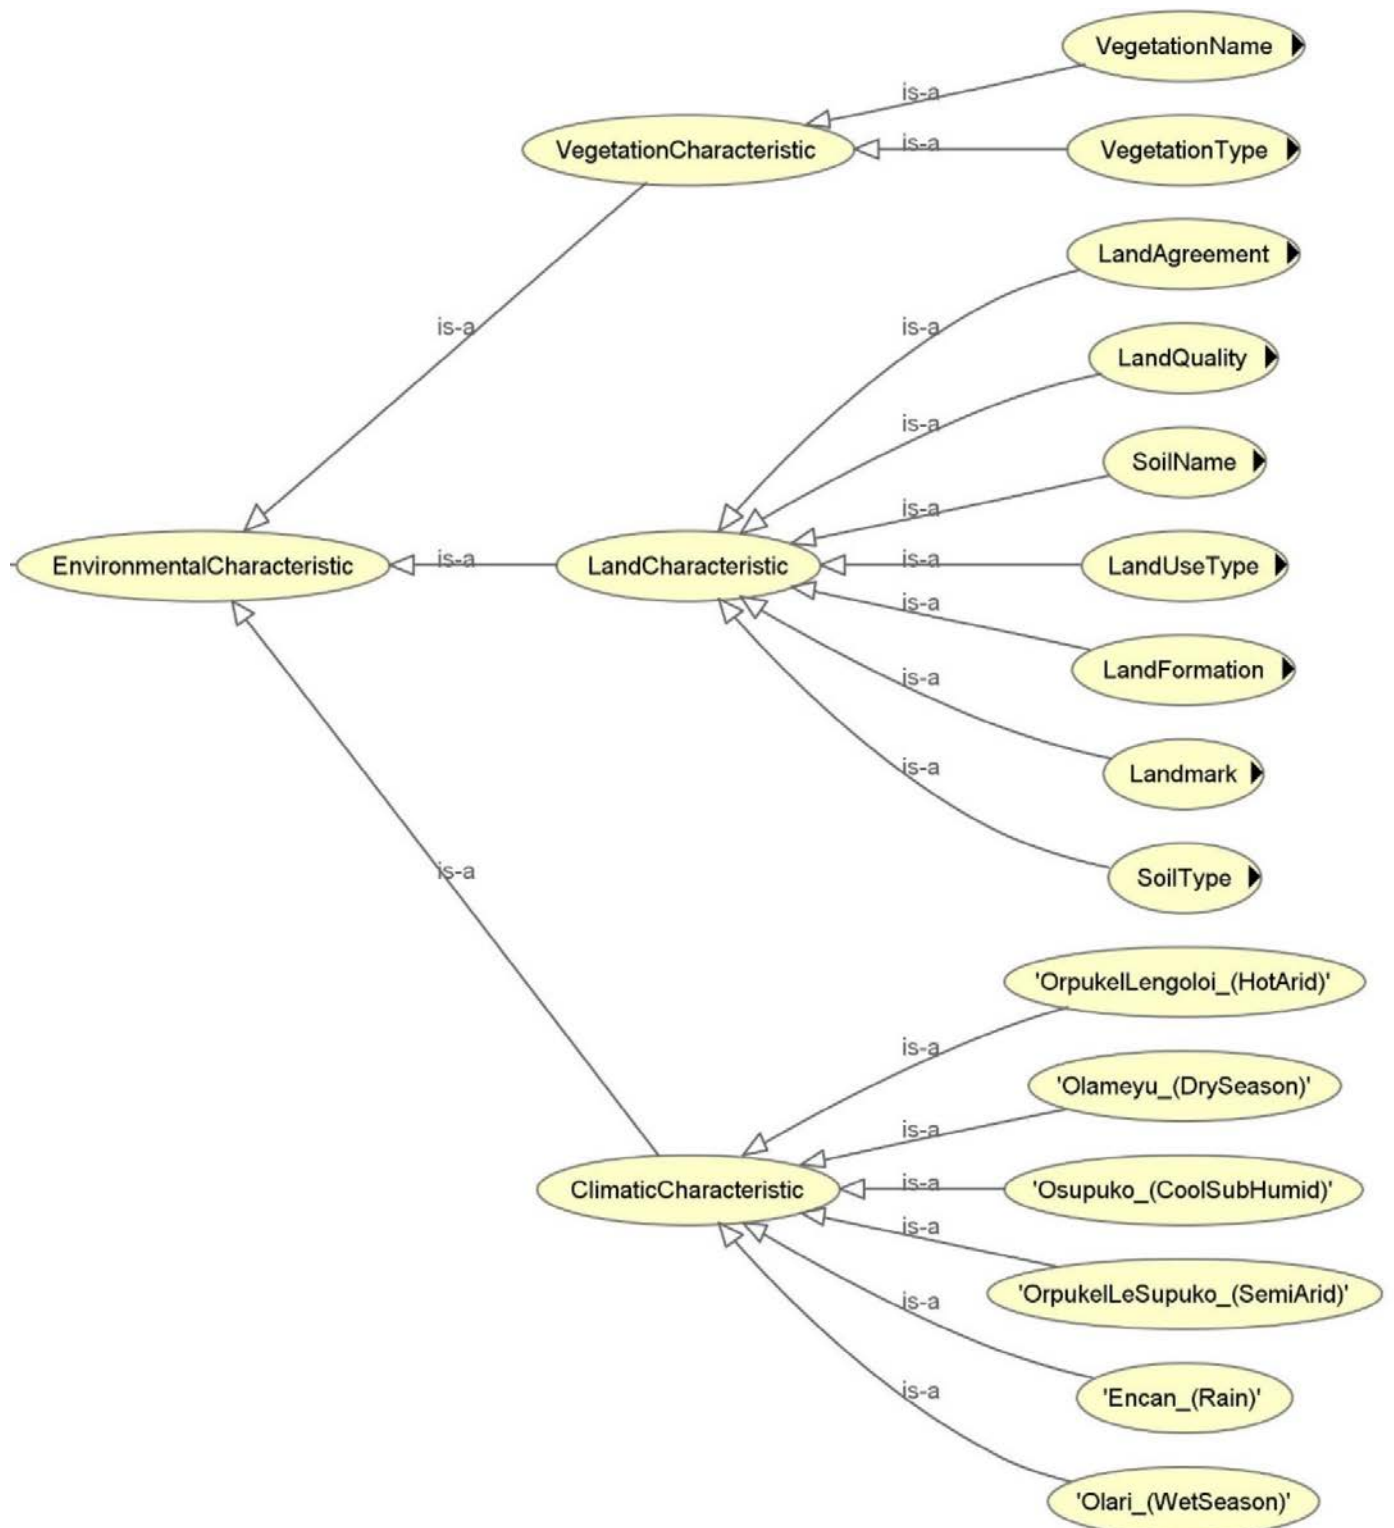 VegetationName
is-a
VegetationCharacteristic
is-a
VegetationType
LandAgreement
is-a
is-a
LandQuality
is-a
SoilName
is-a
EnvironmentalCharacteristic
is-a
LandCharacteristic
is-a
LandUseType
is-a
LandFormation
is-a
Landmark
is-a
SoilType
is-a
'OrpukelLengoloi_(HotArid)'
is-a
'Olameyu_(DrySeason)'
is-a
ClimaticCharacteristic
is-a
'Osupuko_(CoolSubHumid)'
is-a
'OrpukelLeSupuko_(SemiArid)'
is-a
'Encan_(Rain)'
is-a
'Olari_(WetSeason)'